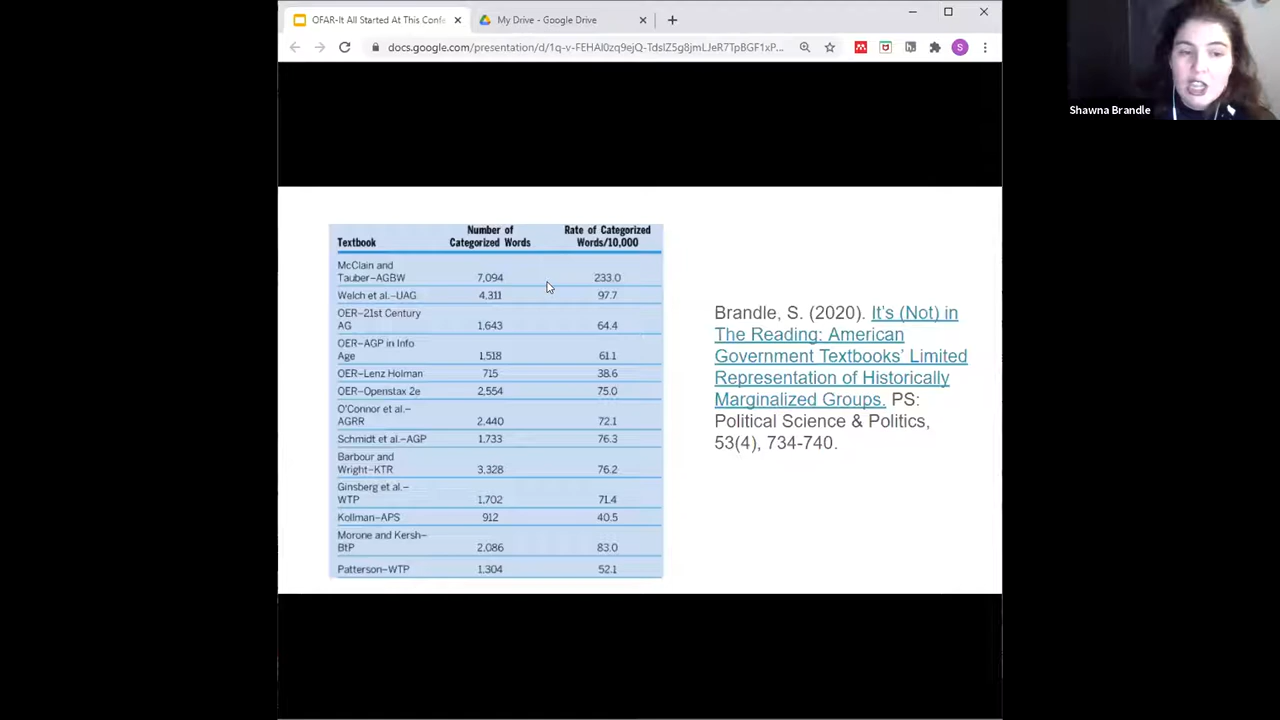 OFAR-It All Started At This Confe
My Drive - Google Drive
docs.google.com/presentation/d/1q-v-FEHAl0zq9ejQ-TdslZ5g8jmLJeR7TpBGF1xP...
S
Shawna Brandle
Textbook Number of Categorized Words Rate of Categorized Words/10,000
McClain and
Tauber–AGBW 7,094 233.0
Welch et al.–UAG 4,311 97.7
OER–21st Century
AG 1,643 64.4
OER–AGP in Info
Age 1,518 61.1
OER–Lenz Holman 715 38.6
OER–Openstax 2e 2,554 75.0
O'Connor et al.–
AGRR 2,440 72.1
Schmidt et al.–AGP 1,733 76.3
Barbour and
Wright–KTR 3,328 76.2
Ginsberg et al.–
WTP 1,702 71.4
Kollman–APS 912 40.5
Morone and Kersh–
BtP 2,086 83.0
Patterson–WTP 1,304 52.1
Brandle, S. (2020). It's (Not) in
The Reading: American
Government Textbooks' Limited
Representation of Historically
Marginalized Groups. PS:
Political Science & Politics,
53(4), 734-740.